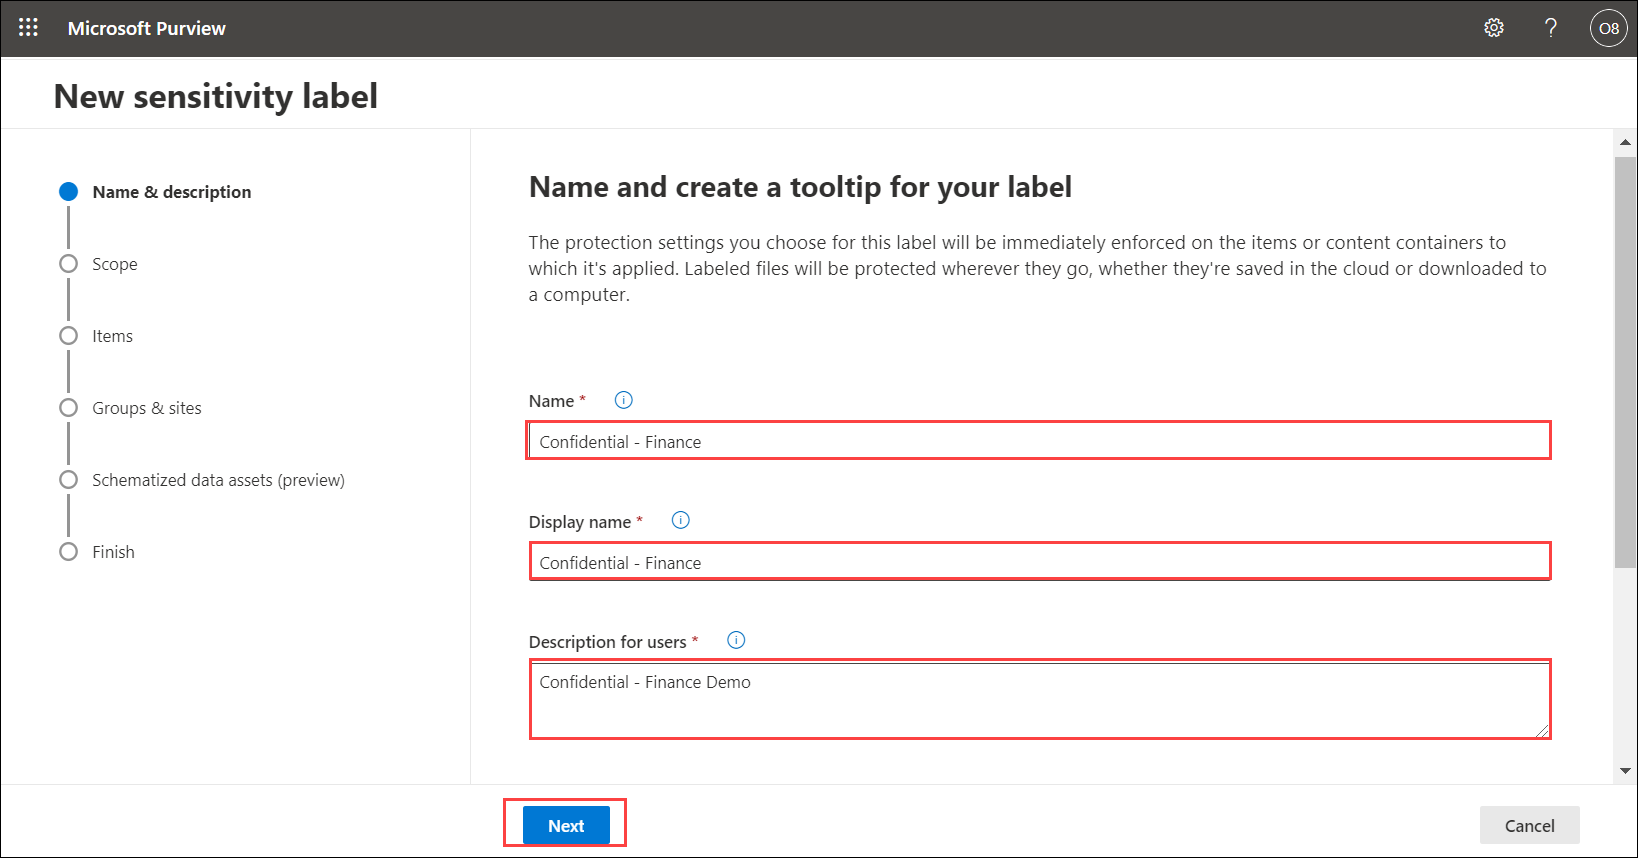 Microsoft Purview
?
O8
New sensitivity label
Name & description
Scope
Items
Groups & sites
Schematized data assets (preview)
Finish
Name and create a tooltip for your label
The protection settings you choose for this label will be immediately enforced on the items or content containers to
which it's applied. Labeled files will be protected wherever they go, whether they're saved in the cloud or downloaded to
a computer.
Name *
Confidential - Finance
Display name *
Confidential - Finance
Description for users *
Confidential - Finance Demo
Next
Cancel